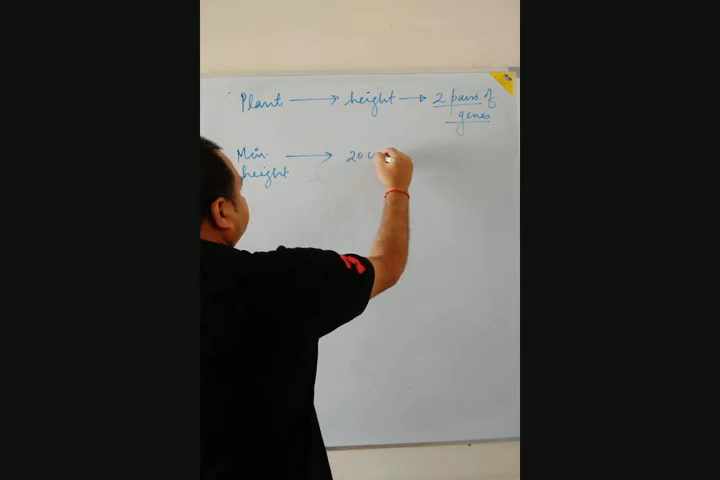 Plant → height → 2 pairs of
genes
Min. → 20 c
height